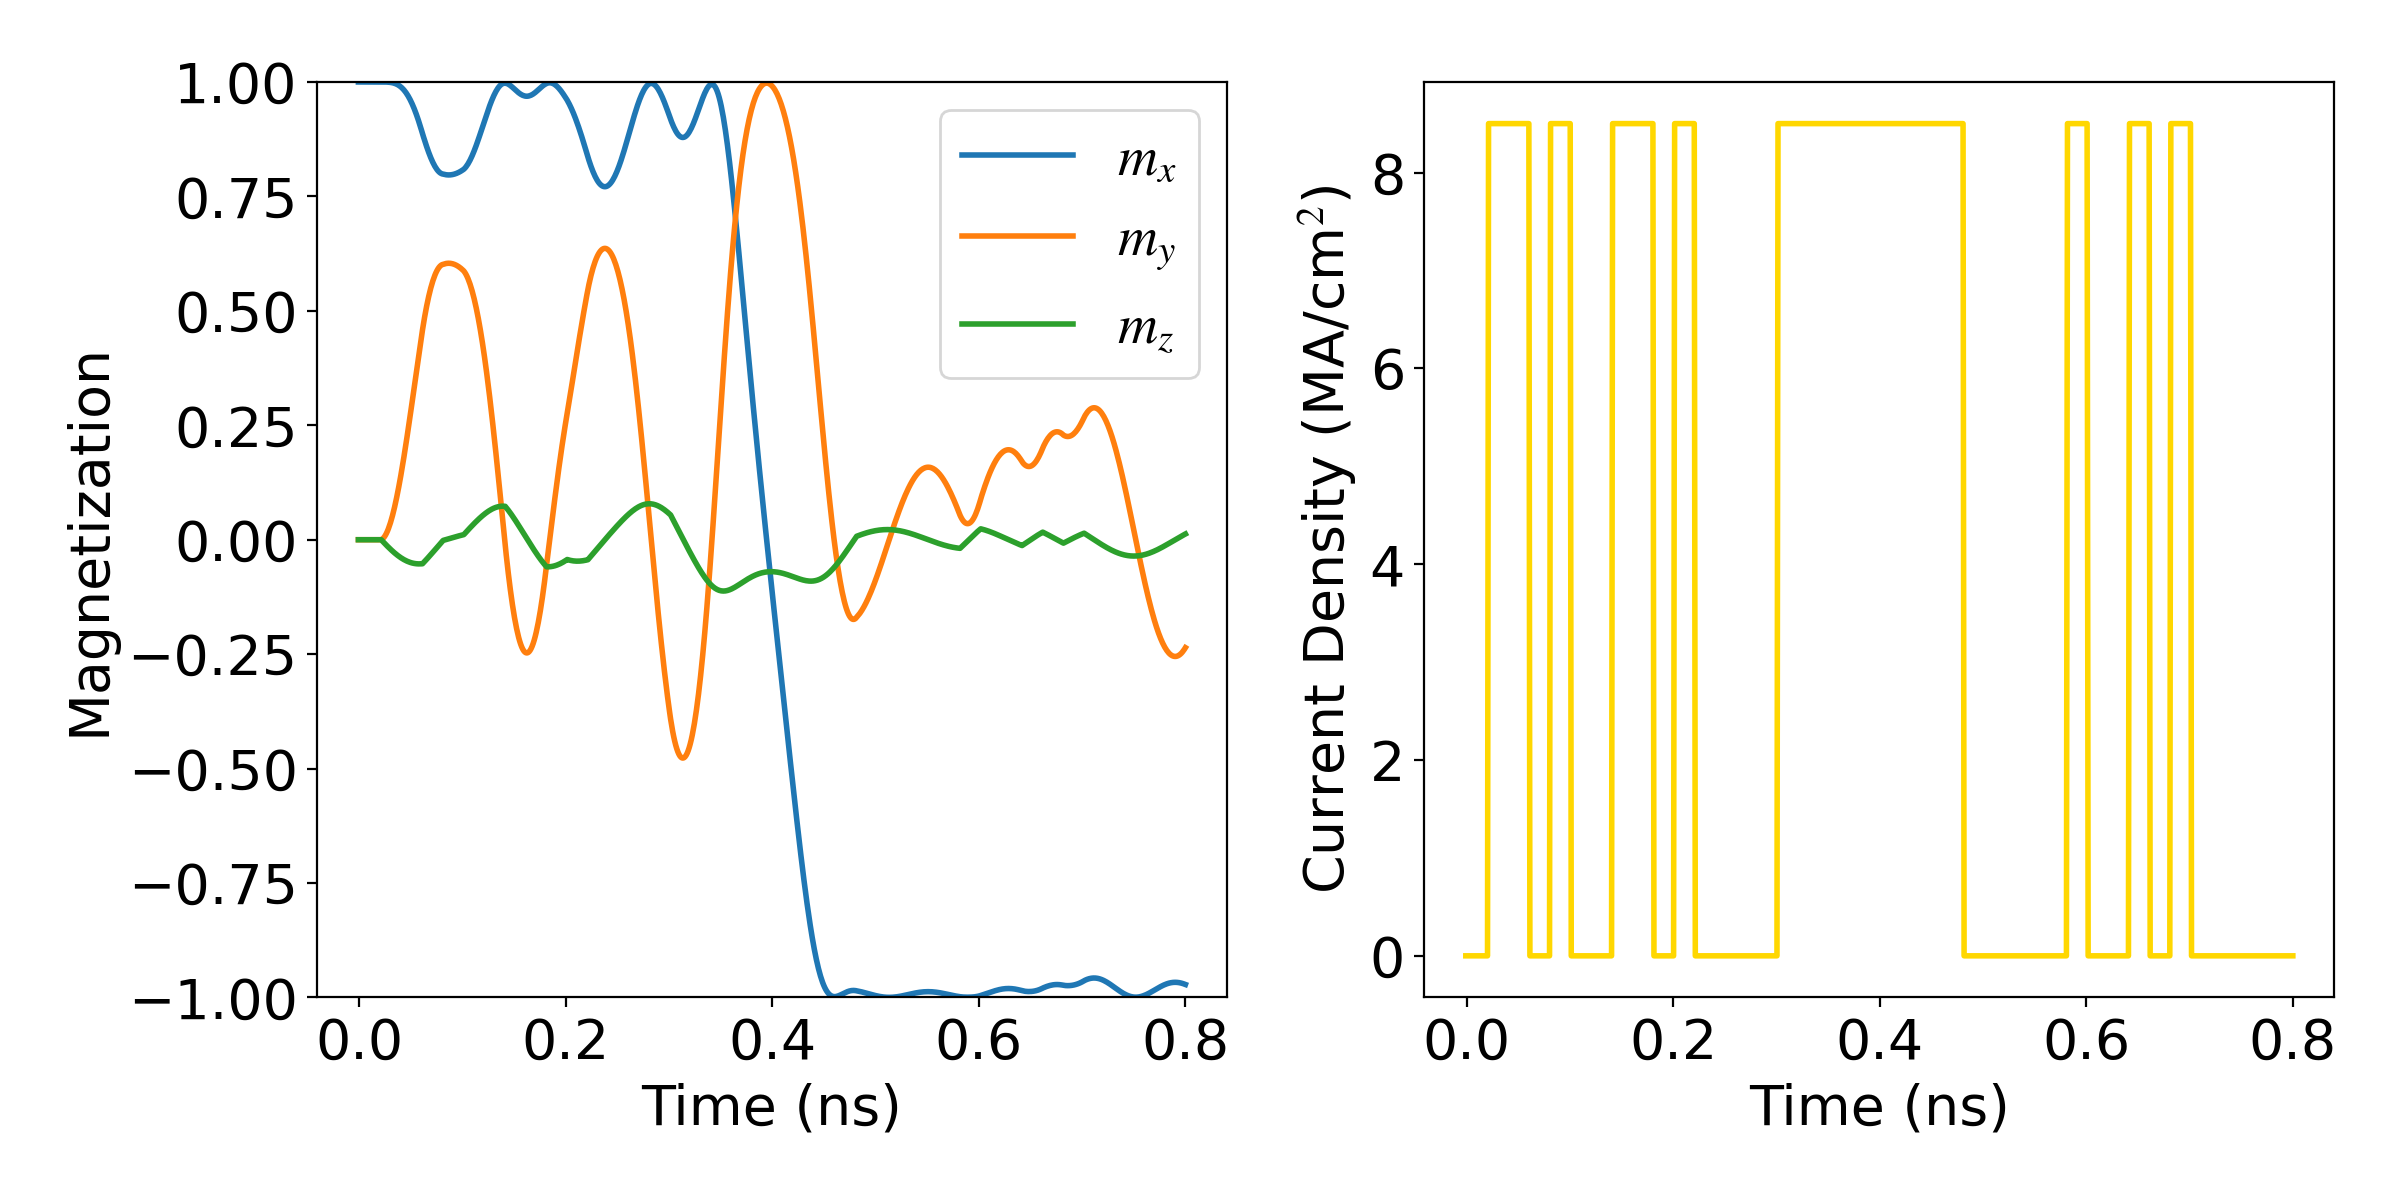 Magnetization
1.00
0.75
0.50
0.25
0.00
−0.25
−0.50
−0.75
−1.00
0.0 0.2 0.4 0.6 0.8
Time (ns)
m_x
m_y
m_z
Current Density (MA/cm²)
8
6
4
2
0
0.0 0.2 0.4 0.6 0.8
Time (ns)